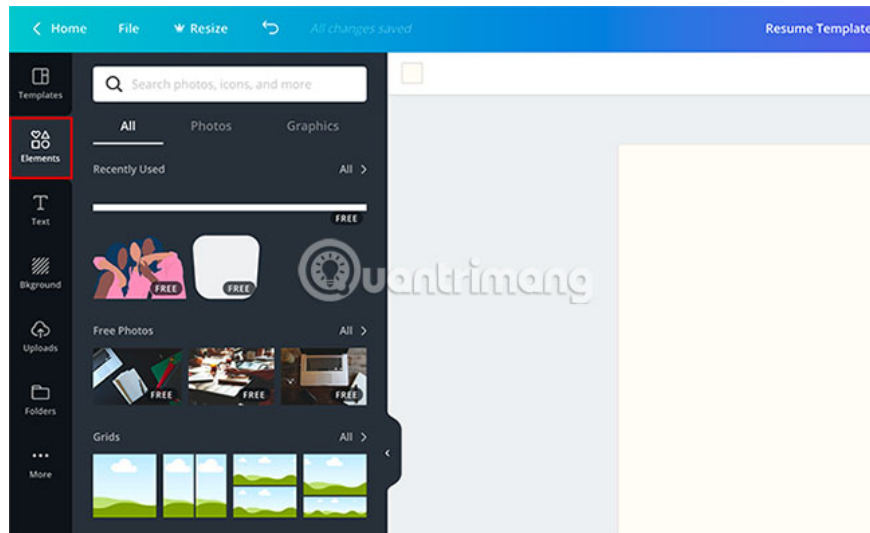 Home File Resize All changes saved Resume Template
Templates
Search photos, icons, and more
All Photos Graphics
Elements
Recently Used All
FREE
Text
FREE FREE
Quantrimang
Bkground
Free Photos All
Uploads
FREE FREE FREE
Folders
Grids All
More